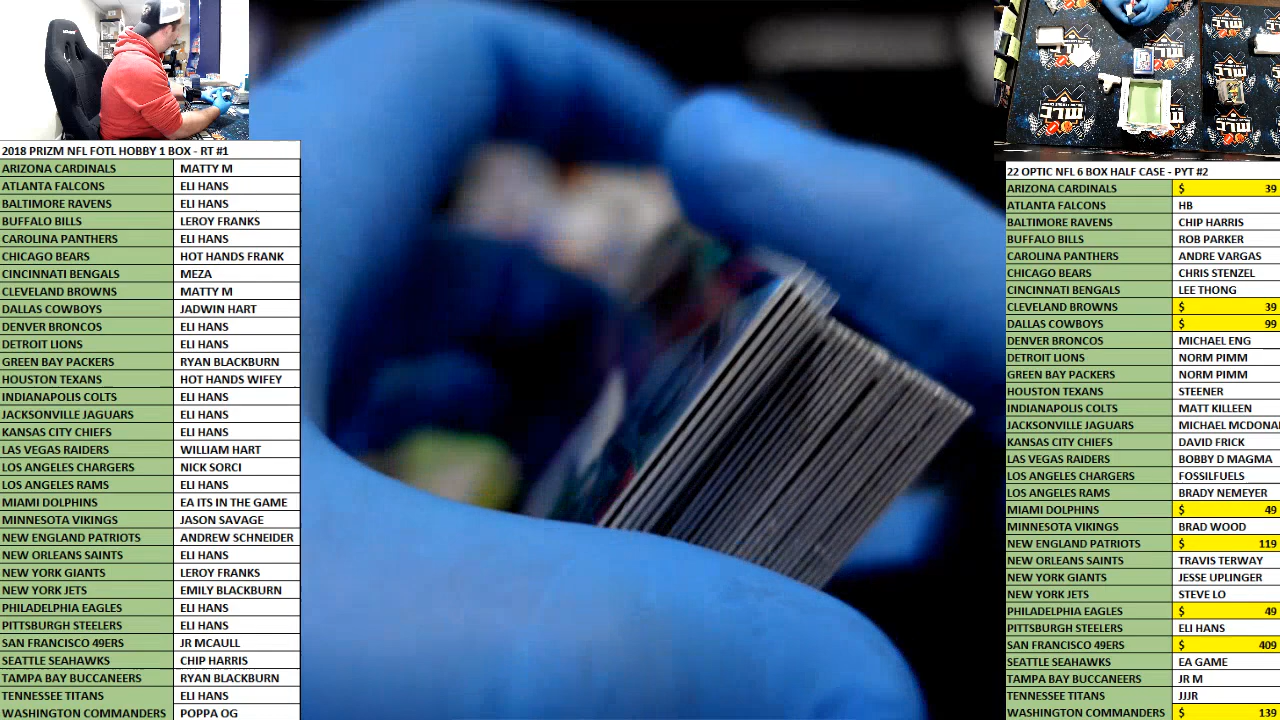 2018 PRIZM NFL FOTL HOBBY 1 BOX - RT #1
ARIZONA CARDINALS MATTY M
ATLANTA FALCONS ELI HANS
BALTIMORE RAVENS ELI HANS
BUFFALO BILLS LEROY FRANKS
CAROLINA PANTHERS ELI HANS
CHICAGO BEARS HOT HANDS FRANK
CINCINNATI BENGALS MEZA
CLEVELAND BROWNS MATTY M
DALLAS COWBOYS JADWIN HART
DENVER BRONCOS ELI HANS
DETROIT LIONS ELI HANS
GREEN BAY PACKERS RYAN BLACKBURN
HOUSTON TEXANS HOT HANDS WIFEY
INDIANAPOLIS COLTS ELI HANS
JACKSONVILLE JAGUARS ELI HANS
KANSAS CITY CHIEFS ELI HANS
LAS VEGAS RAIDERS WILLIAM HART
LOS ANGELES CHARGERS NICK SORCI
LOS ANGELES RAMS ELI HANS
MIAMI DOLPHINS EA ITS IN THE GAME
MINNESOTA VIKINGS JASON SAVAGE
NEW ENGLAND PATRIOTS ANDREW SCHNEIDER
NEW ORLEANS SAINTS ELI HANS
NEW YORK GIANTS LEROY FRANKS
NEW YORK JETS EMILY BLACKBURN
PHILADELPHIA EAGLES ELI HANS
PITTSBURGH STEELERS ELI HANS
SAN FRANCISCO 49ERS JR MCAULL
SEATTLE SEAHAWKS CHIP HARRIS
TAMPA BAY BUCCANEERS RYAN BLACKBURN
TENNESSEE TITANS ELI HANS
WASHINGTON COMMANDERS POPPA OG
22 OPTIC NFL 6 BOX HALF CASE - PYT #2
ARIZONA CARDINALS $ 39
ATLANTA FALCONS HB
BALTIMORE RAVENS CHIP HARRIS
BUFFALO BILLS ROB PARKER
CAROLINA PANTHERS ANDRE VARGAS
CHICAGO BEARS CHRIS STENZEL
CINCINNATI BENGALS LEE THONG
CLEVELAND BROWNS $ 39
DALLAS COWBOYS $ 99
DENVER BRONCOS MICHAEL ENG
DETROIT LIONS NORM PIMM
GREEN BAY PACKERS NORM PIMM
HOUSTON TEXANS STEENER
INDIANAPOLIS COLTS MATT KILLEEN
JACKSONVILLE JAGUARS MICHAEL MCDONA
KANSAS CITY CHIEFS DAVID FRICK
LAS VEGAS RAIDERS BOBBY D MAGMA
LOS ANGELES CHARGERS FOSSILFUELS
LOS ANGELES RAMS BRADY NEMEYER
MIAMI DOLPHINS $ 49
MINNESOTA VIKINGS BRAD WOOD
NEW ENGLAND PATRIOTS $ 119
NEW ORLEANS SAINTS TRAVIS TERWAY
NEW YORK GIANTS JESSE UPLINGER
NEW YORK JETS STEVE LO
PHILADELPHIA EAGLES $ 49
PITTSBURGH STEELERS ELI HANS
SAN FRANCISCO 49ERS $ 409
SEATTLE SEAHAWKS EA GAME
TAMPA BAY BUCCANEERS JR M
TENNESSEE TITANS JJJR
WASHINGTON COMMANDERS $ 139